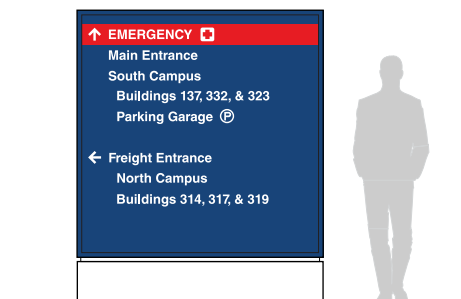 EMERGENCY
Main Entrance
South Campus
Buildings 137, 332, & 323
Parking Garage Ⓟ
Freight Entrance
North Campus
Buildings 314, 317, & 319